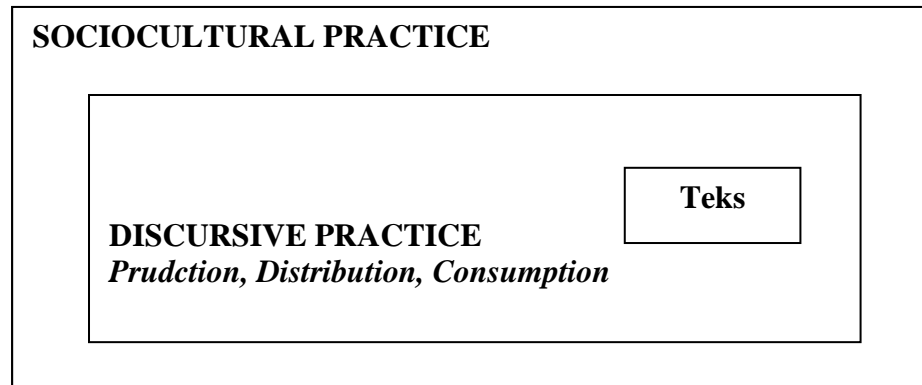 SOCIOCULTURAL PRACTICE
Teks
DISCURSIVE PRACTICE
Prudction, Distribution, Consumption